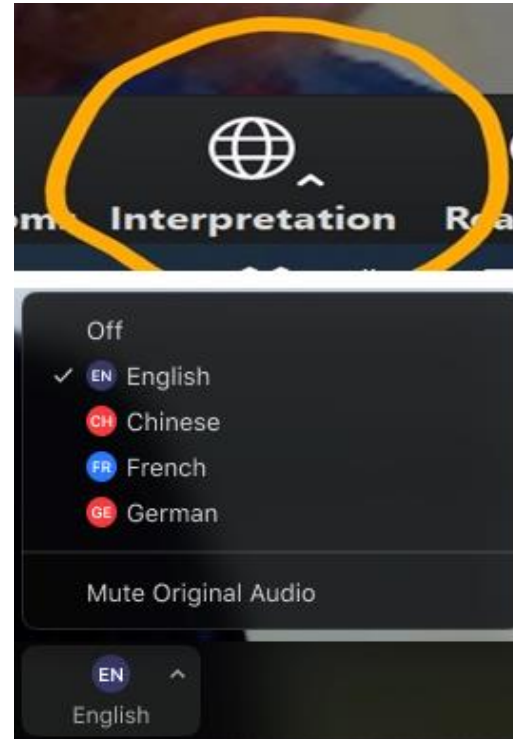 Interpretation
Off
EN English
CH Chinese
FR French
GE German
Mute Original Audio
EN
English